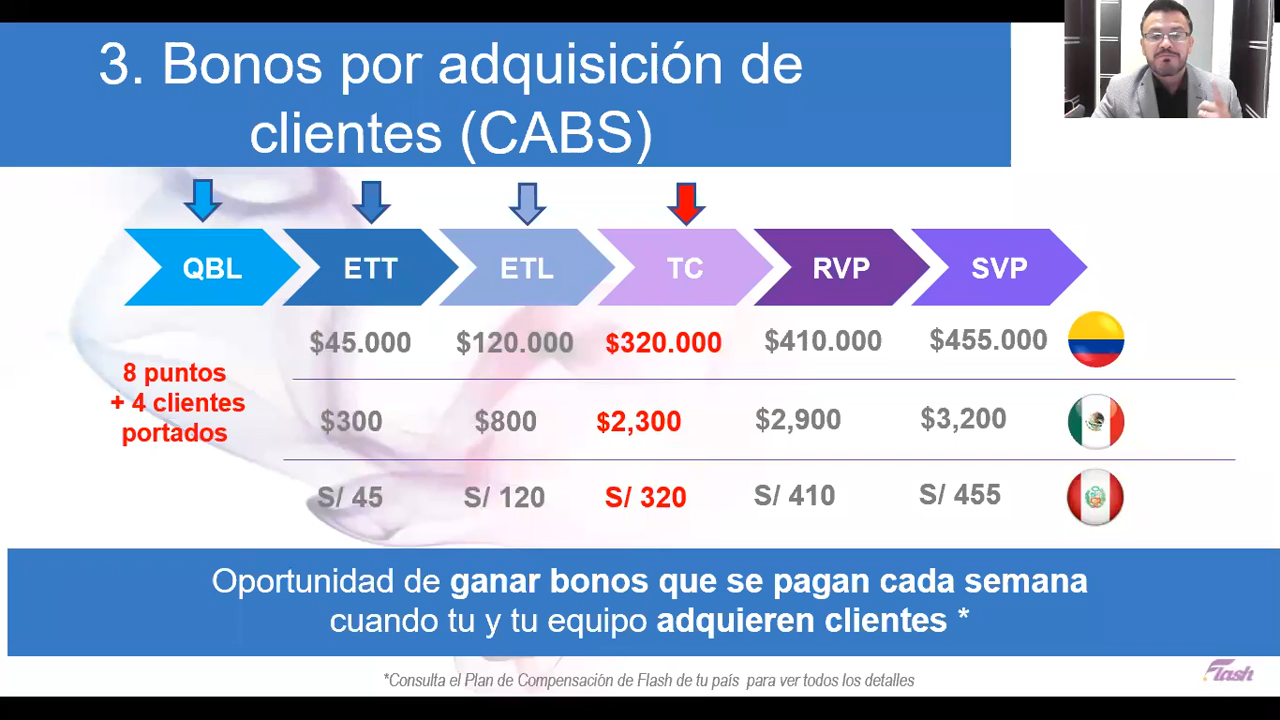 3. Bonos por adquisición de
clientes (CABS)
QBL ETT ETL TC RVP SVP
$45.000 $120.000 $320.000 $410.000 $455.000
8 puntos
+ 4 clientes
portados
$300 $800 $2,300 $2,900 $3,200
S/ 45 S/ 120 S/ 320 S/ 410 S/ 455
Oportunidad de ganar bonos que se pagan cada semana
cuando tu y tu equipo adquieren clientes *
*Consulta el Plan de Compensación de Flash de tu país para ver todos los detalles
Flash